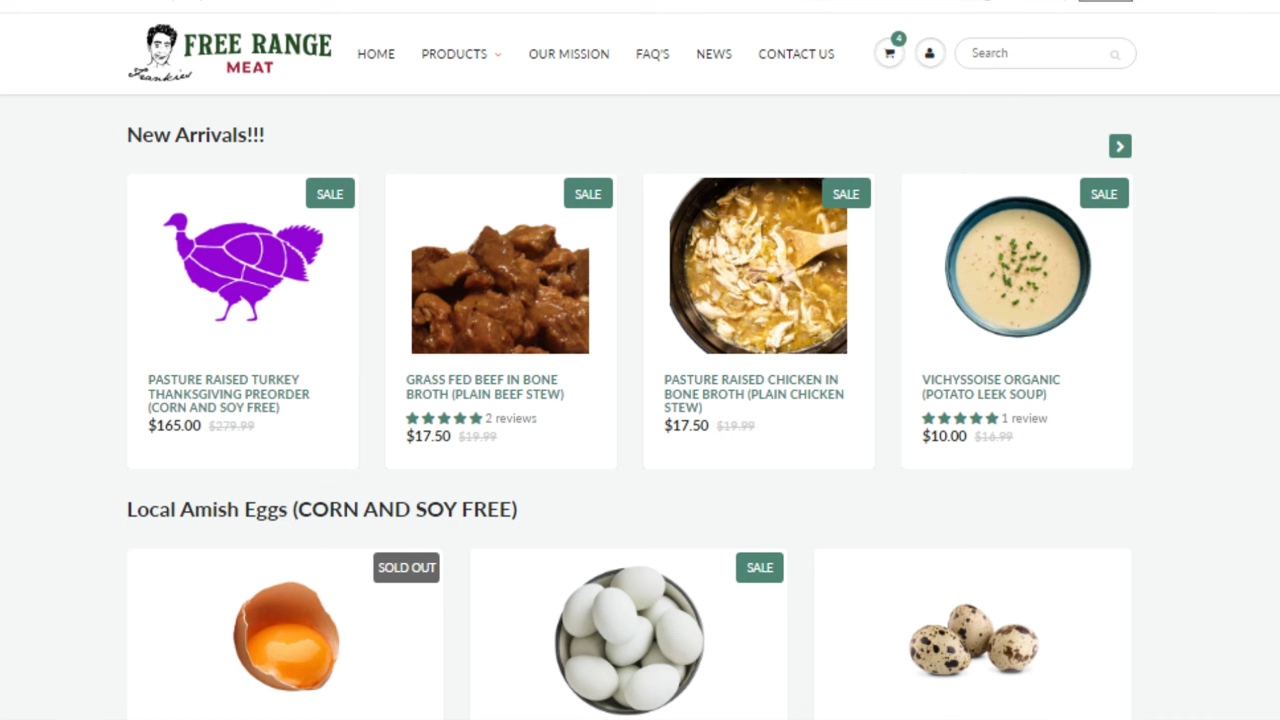 Frankies
FREE RANGE
MEAT
HOME
PRODUCTS
OUR MISSION
FAQ'S
NEWS
CONTACT US
4
Search
New Arrivals!!!
SALE
SALE
SALE
SALE
PASTURE RAISED TURKEY
THANKSGIVING PREORDER
(CORN AND SOY FREE)
$165.00 $279.99
GRASS FED BEEF IN BONE
BROTH (PLAIN BEEF STEW)
2 reviews
$17.50 $19.99
PASTURE RAISED CHICKEN IN
BONE BROTH (PLAIN CHICKEN
STEW)
$17.50 $19.99
VICHYSSOISE ORGANIC
(POTATO LEEK SOUP)
1 review
$10.00 $16.99
Local Amish Eggs (CORN AND SOY FREE)
SOLD OUT
SALE